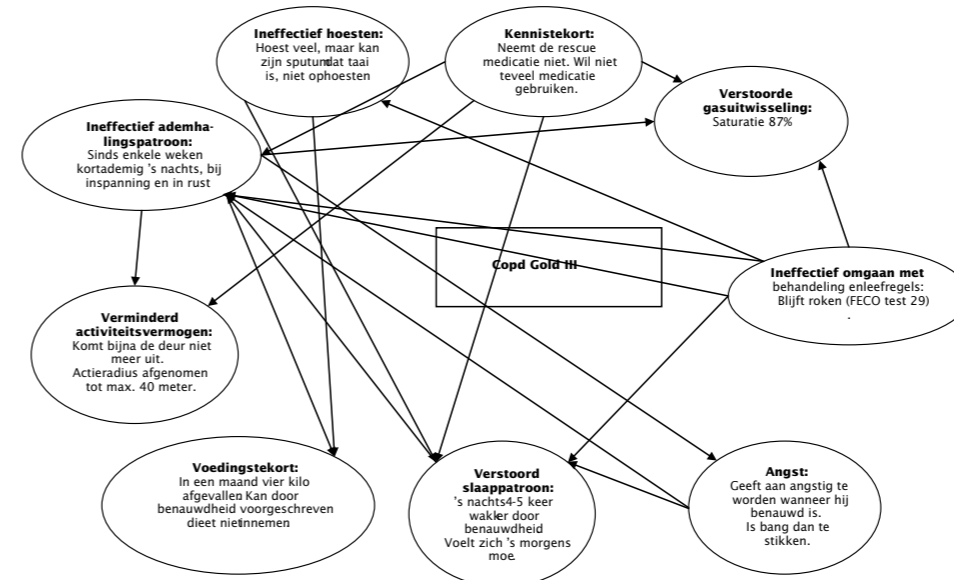 Ineffectief hoesten:
Hoest veel, maar kan
zijn sputum dat taai
is, niet ophoesten
Kennistekort:
Neemt de rescue
medicatie niet. Wil niet
teveel medicatie
gebruiken.
Verstoorde
gasuitwisseling:
Saturatie 87%
Ineffectief ademha-
lingspatroon:
Sinds enkele weken
kortademig 's nachts, bij
inspanning en in rust
Copd Gold III
Ineffectief omgaan met
behandeling enleefregels:
Blijft roken (FECO test 29)
.
Verminderd
activiteitsvermogen:
Komt bijna de deur niet
meer uit.
Actieradius afgenomen
tot max. 40 meter.
Voedingstekort:
In een maand vier kilo
afgevallen Kan door
benauwdheid voorgeschreven
dieet niet innemen.
Verstoord
slaappatroon:
's nachts4-5 keer
wakker door
benauwdheid
Voelt zich 's morgens
moe.
Angst:
Geeft aan angstig te
worden wanneer hij
benauwd is.
Is bang dan te
stikken.